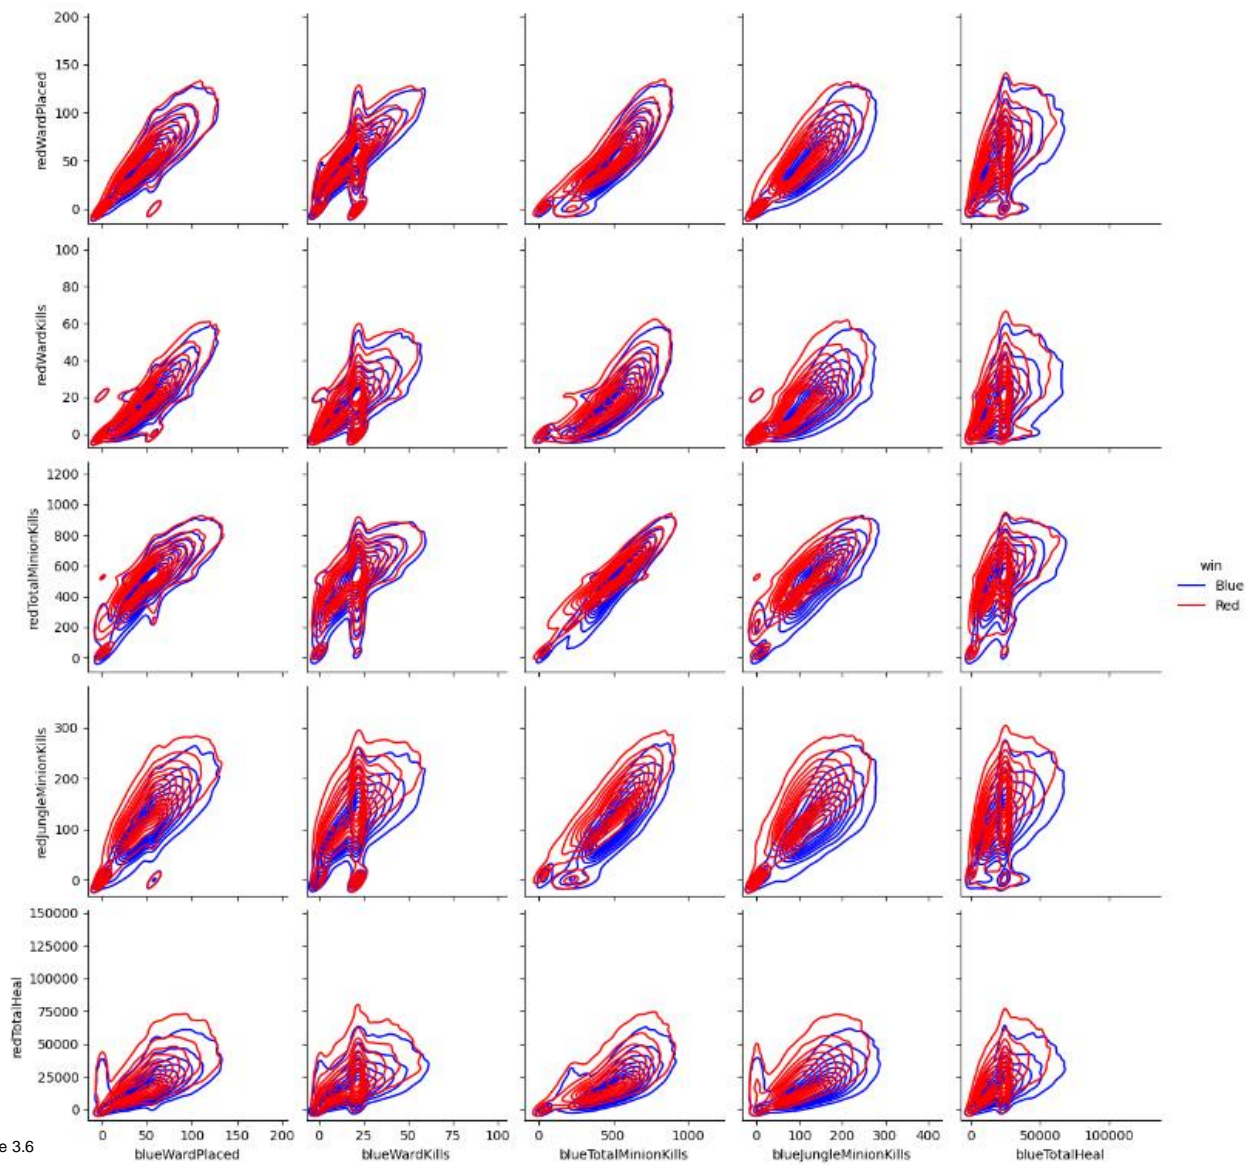 200
150
100
50
0
redWardPlaced
100
80
60
40
20
0
redWardKills
1200
1000
800
600
400
200
0
redTotalMinionKills
win
Blue
Red
300
200
100
0
redJungleMinionKills
150000
125000
100000
75000
50000
25000
0
redTotalHeal
0 50 100 150 200 0 25 50 75 100 0 500 1000 0 100 200 300 400 0 50000 100000
blueWardPlaced blueWardKills blueTotalMinionKills blueJungleMinionKills blueTotalHeal
e 3.6